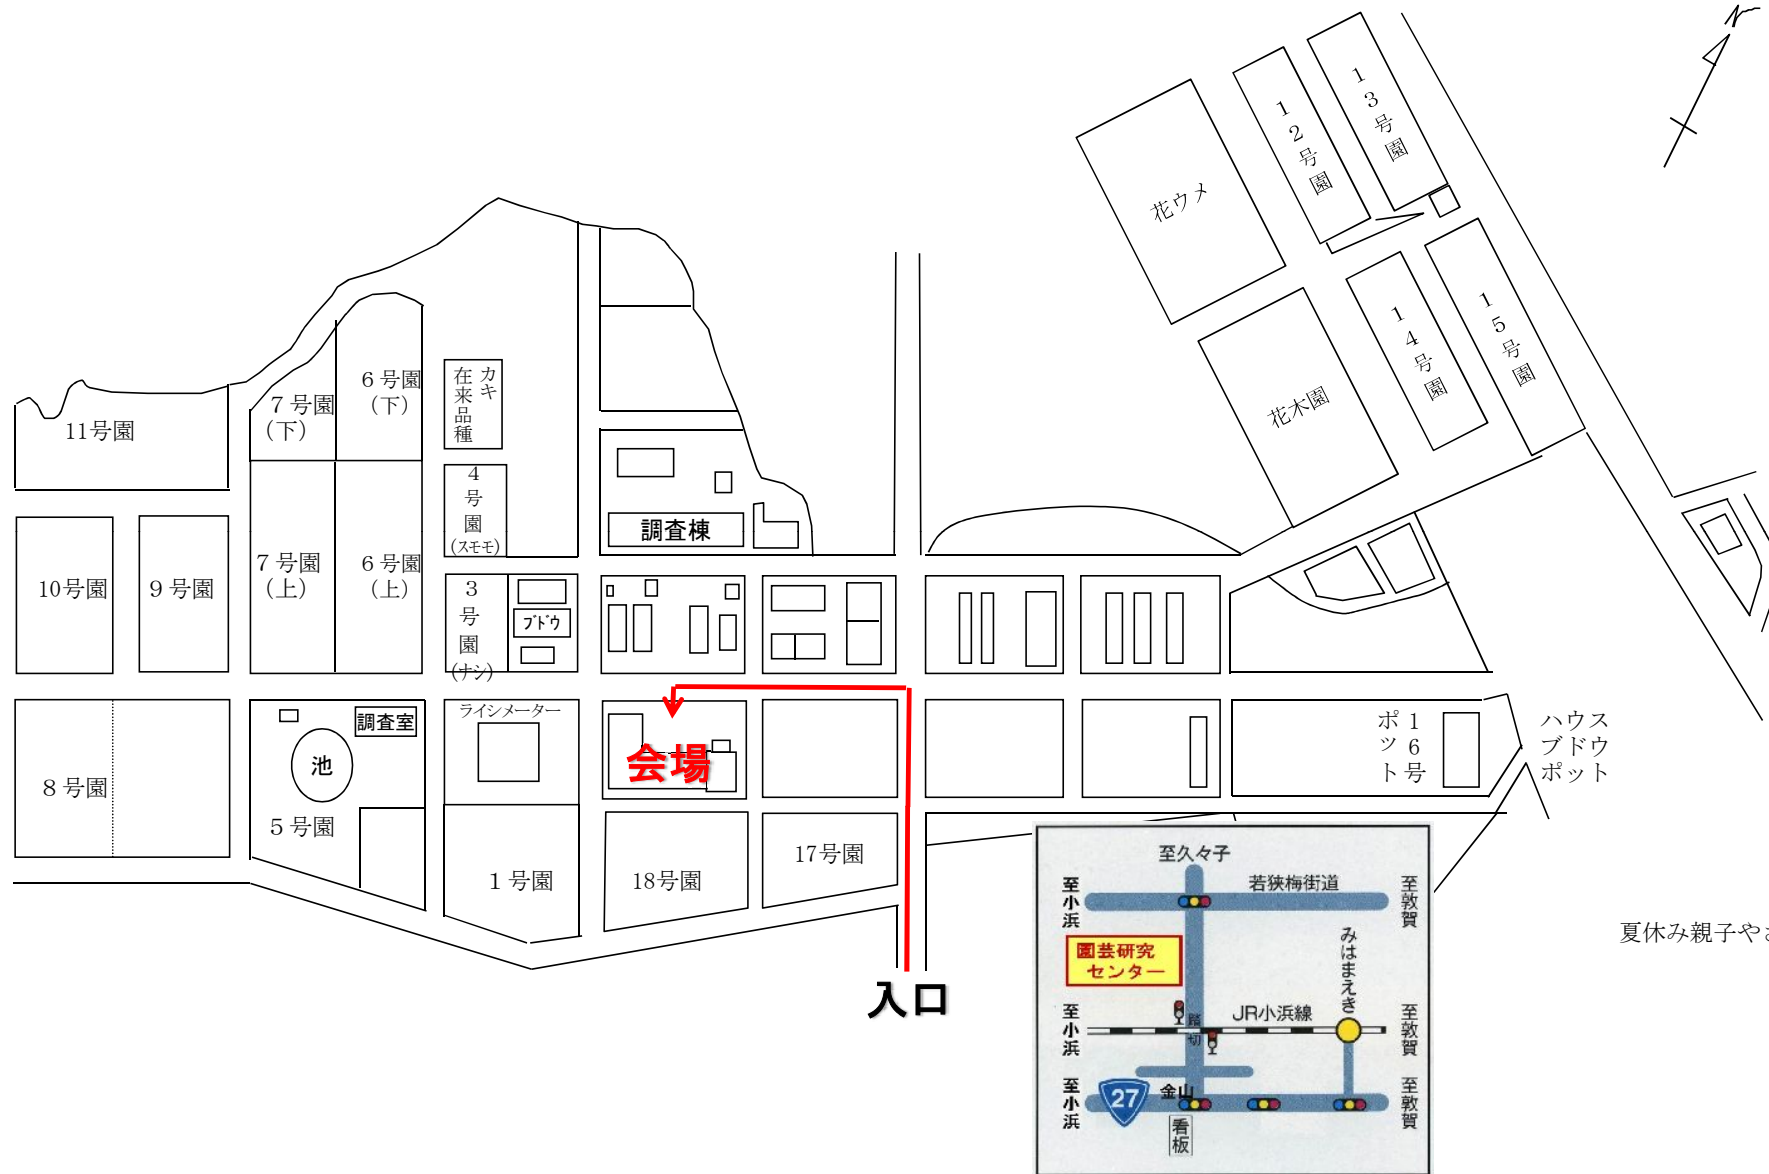 N
13号園
12号園
花ウメ
15号園
14号園
花木園
カキ
在来品種
6号園
(下)
7号園
(下)
11号園
4号園
(スモモ)
調査棟
7号園
(上)
6号園
(上)
10号園
9号園
3号園
(ナシ)
ブドウ
ライシメーター
調査室
池
会場
16号
ポット
ハウス
ブドウ
ポット
8号園
5号園
17号園
1号園
18号園
入口
夏休み親子や
至久々子
至小浜
若狭梅街道
至敦賀
園芸研究
センター
みはまえき
至小浜
踏切
JR小浜線
至敦賀
至小浜
27
金山
至敦賀
看板